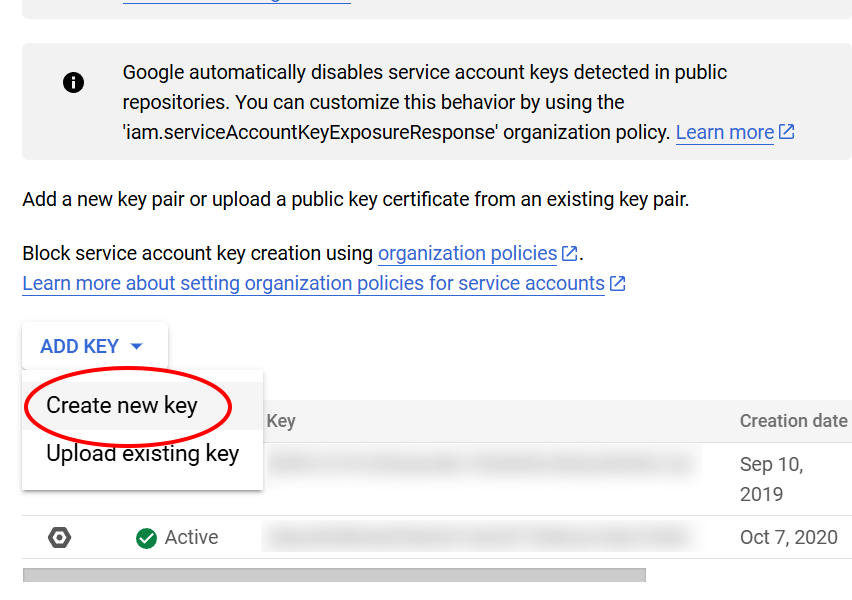 Google automatically disables service account keys detected in public
repositories. You can customize this behavior by using the
'iam.serviceAccountKeyExposureResponse' organization policy. Learn more
Add a new key pair or upload a public key certificate from an existing key pair.
Block service account key creation using organization policies.
Learn more about setting organization policies for service accounts
ADD KEY
Create new key
Upload existing key
Key
Creation date
Sep 10,
2019
Active
Oct 7, 2020